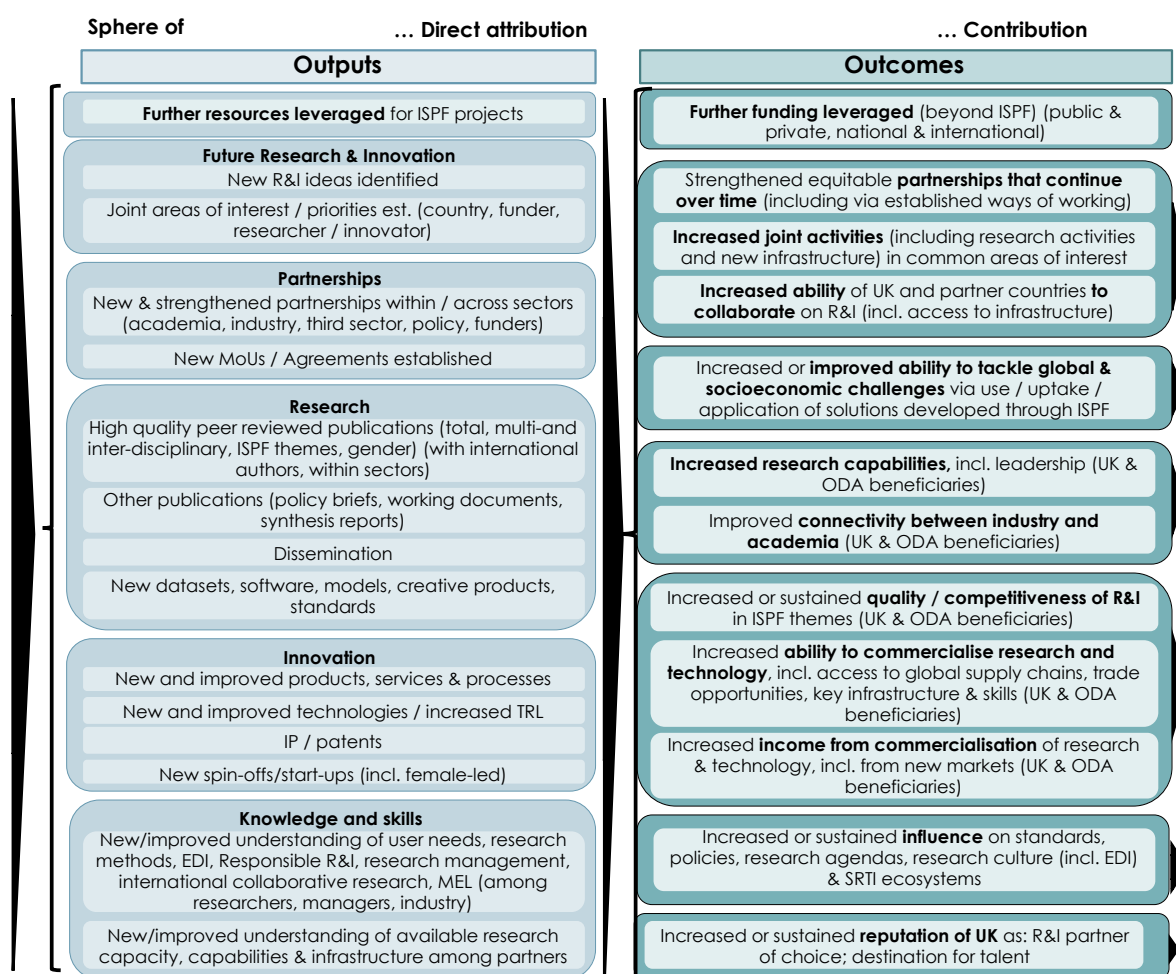 Sphere of
… Direct attribution
… Contribution
Outputs
Further resources leveraged for ISPF projects
Future Research & Innovation
New R&I ideas identified
Joint areas of interest / priorities est. (country, funder,
researcher / innovator)
Partnerships
New & strengthened partnerships within / across sectors
(academia, industry, third sector, policy, funders)
New MoUs / Agreements established
Research
High quality peer reviewed publications (total, multi-and
inter-disciplinary, ISPF themes, gender) (with international
authors, within sectors)
Other publications (policy briefs, working documents,
synthesis reports)
Dissemination
New datasets, software, models, creative products,
standards
Innovation
New and improved products, services & processes
New and improved technologies / increased TRL
IP / patents
New spin-offs/start-ups (incl. female-led)
Knowledge and skills
New/improved understanding of user needs, research
methods, EDI, Responsible R&I, research management,
international collaborative research, MEL (among
researchers, managers, industry)
New/improved understanding of available research
capacity, capabilities & infrastructure among partners
Outcomes
Further funding leveraged (beyond ISPF) (public &
private, national & international)
Strengthened equitable partnerships that continue
over time (including via established ways of working)
Increased joint activities (including research activities
and new infrastructure) in common areas of interest
Increased ability of UK and partner countries to
collaborate on R&I (incl. access to infrastructure)
Increased or improved ability to tackle global &
socioeconomic challenges via use / uptake /
application of solutions developed through ISPF
Increased research capabilities, incl. leadership (UK &
ODA beneficiaries)
Improved connectivity between industry and
academia (UK & ODA beneficiaries)
Increased or sustained quality / competitiveness of R&I
in ISPF themes (UK & ODA beneficiaries)
Increased ability to commercialise research and
technology, incl. access to global supply chains, trade
opportunities, key infrastructure & skills (UK & ODA
beneficiaries)
Increased income from commercialisation of research
& technology, incl. from new markets (UK & ODA
beneficiaries)
Increased or sustained influence on standards,
policies, research agendas, research culture (incl. EDI)
& SRTI ecosystems
Increased or sustained reputation of UK as: R&I partner
of choice; destination for talent